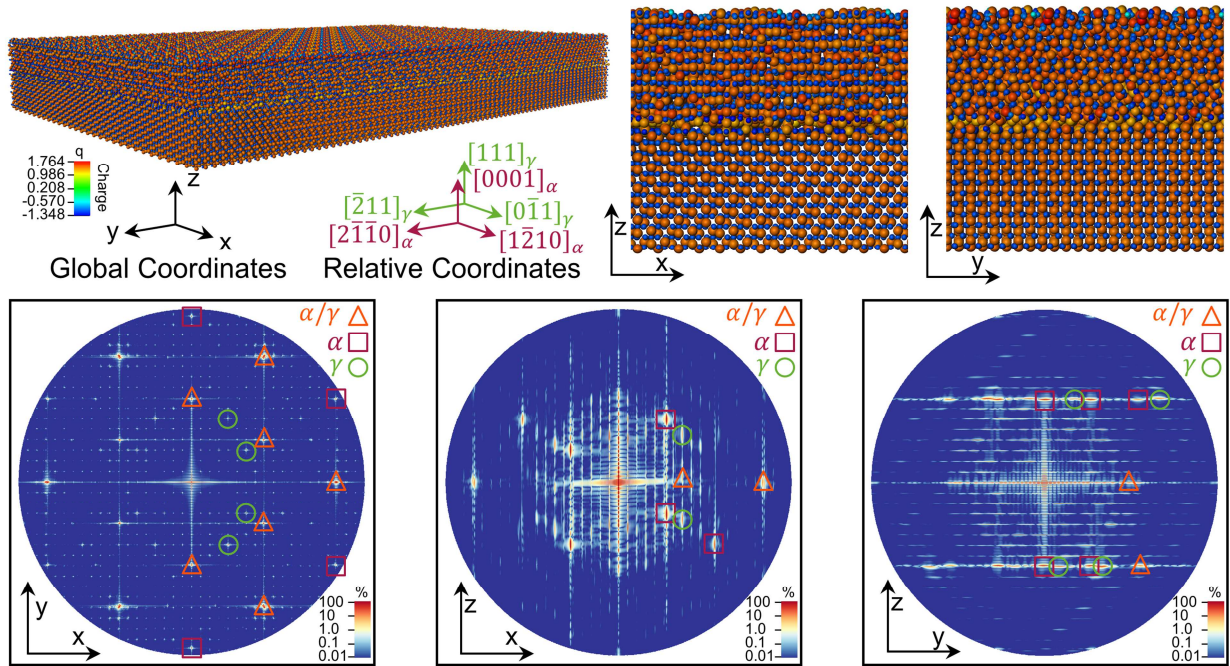 q
1.764
0.986
0.208
-0.570
-1.348
Charge
z
y
x
Global Coordinates
[111]γ
[0001]α
[2̄11]γ
[01̄1]γ
[21̄1̄0]α
[12̄10]α
Relative Coordinates
z
x
z
y
α/γ
α
γ
y
x
%
100
10
1.0
0.1
0.01
α/γ
α
γ
z
x
%
100
10
1.0
0.1
0.01
α/γ
α
γ
z
y
%
100
10
1.0
0.1
0.01